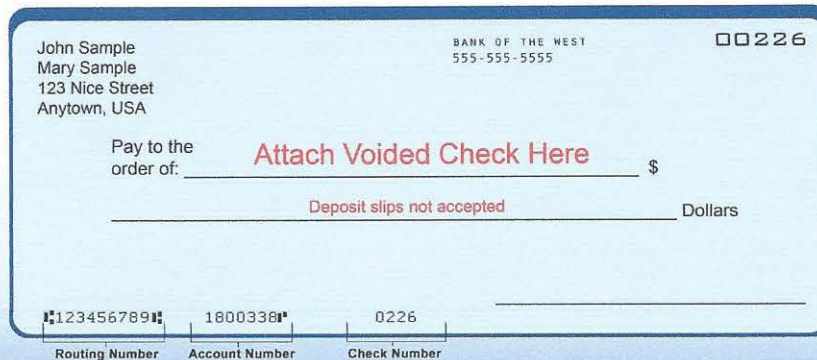 John Sample
Mary Sample
123 Nice Street
Anytown, USA
BANK OF THE WEST
555-555-5555
00226
Pay to the
order of: Attach Voided Check Here $
Deposit slips not accepted Dollars
⑆123456789⑆ 1800338⑈ 0226
Routing Number Account Number Check Number